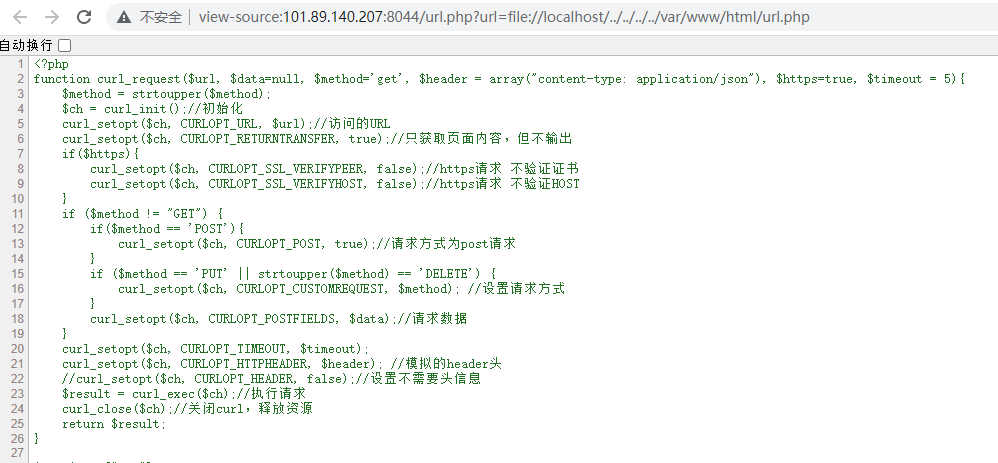 不安全 | view-source:101.89.140.207:8044/url.php?url=file://localhost/../../../../var/www/html/url.php
自动换行
1 <?php
2 function curl_request($url, $data=null, $method='get', $header = array("content-type: application/json"), $https=true, $timeout = 5){
3     $method = strtoupper($method);
4     $ch = curl_init();//初始化
5     curl_setopt($ch, CURLOPT_URL, $url);//访问的URL
6     curl_setopt($ch, CURLOPT_RETURNTRANSFER, true);//只获取页面内容，但不输出
7     if($https){
8         curl_setopt($ch, CURLOPT_SSL_VERIFYPEER, false);//https请求 不验证证书
9         curl_setopt($ch, CURLOPT_SSL_VERIFYHOST, false);//https请求 不验证HOST
10     }
11     if ($method != "GET") {
12         if($method == 'POST'){
13             curl_setopt($ch, CURLOPT_POST, true);//请求方式为post请求
14         }
15         if ($method == 'PUT' || strtoupper($method) == 'DELETE') {
16             curl_setopt($ch, CURLOPT_CUSTOMREQUEST, $method); //设置请求方式
17         }
18         curl_setopt($ch, CURLOPT_POSTFIELDS, $data);//请求数据
19     }
20     curl_setopt($ch, CURLOPT_TIMEOUT, $timeout);
21     curl_setopt($ch, CURLOPT_HTTPHEADER, $header); //模拟的header头
22     //curl_setopt($ch, CURLOPT_HEADER, false);//设置不需要头信息
23     $result = curl_exec($ch);//执行请求
24     curl_close($ch);//关闭curl，释放资源
25     return $result;
26 }
27